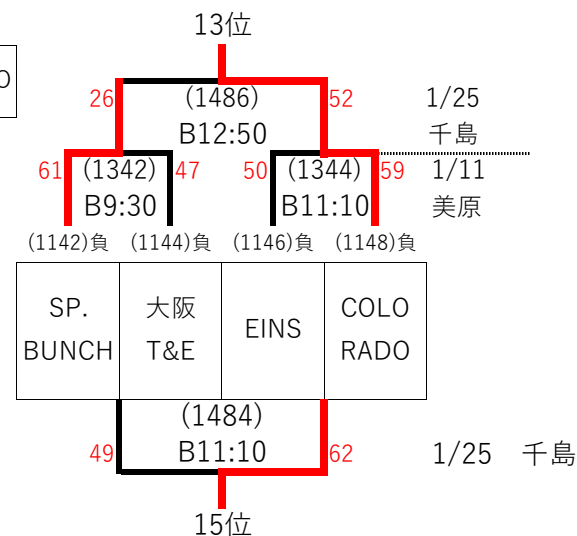 13位
O
26 (1486) 52 1/25
B12:50 千島
61 (1342) 47 50 (1344) 59 1/11
B9:30 B11:10 美原
(1142)負 (1144)負 (1146)負 (1148)負
SP. 大阪 COLO
EINS
BUNCH T&E RADO
(1484)
49 B11:10 62 1/25 千島
15位